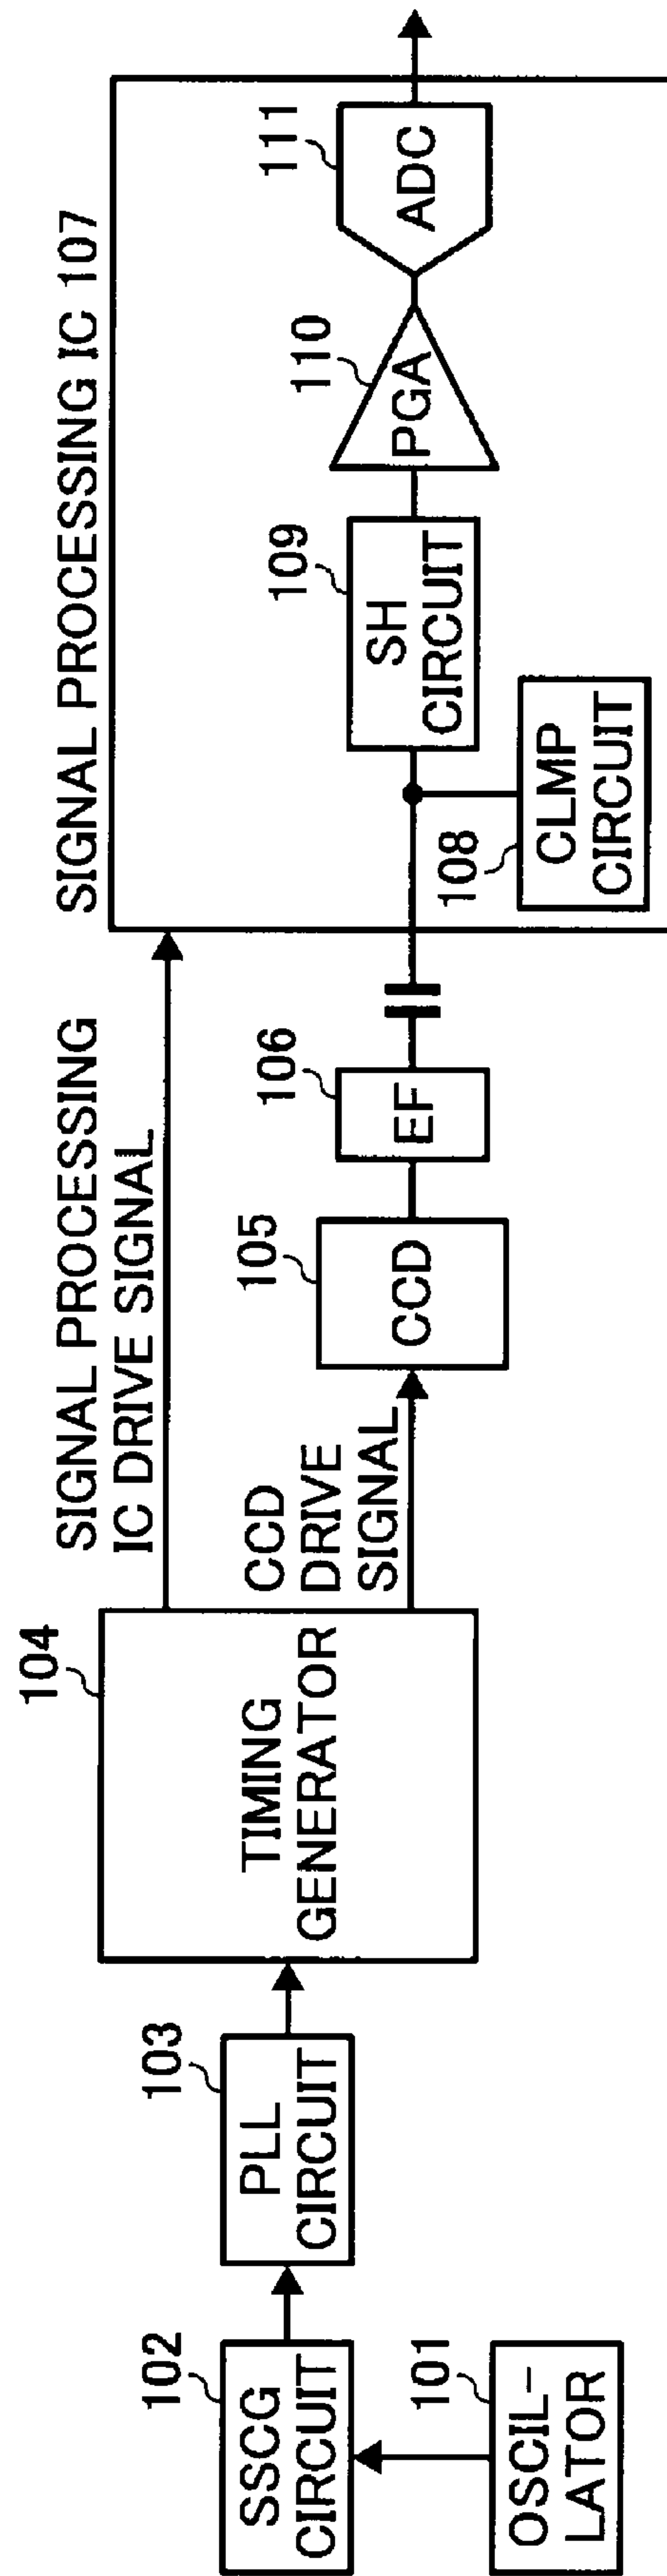 101
OSCIL-
LATOR
102
SSCG
CIRCUIT
103
PLL
CIRCUIT
104
TIMING
GENERATOR
SIGNAL PROCESSING
IC DRIVE SIGNAL
CCD
DRIVE
SIGNAL
105
CCD
106
EF
SIGNAL PROCESSING IC 107
108
CLMP
CIRCUIT
109
SH
CIRCUIT
110
PGA
111
ADC